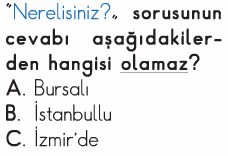 "Nerelisiniz?„ sorusunun
cevabı aşağıdakiler-
den hangisi olamaz?
A. Bursalı
B. İstanbullu
C. İzmir'de